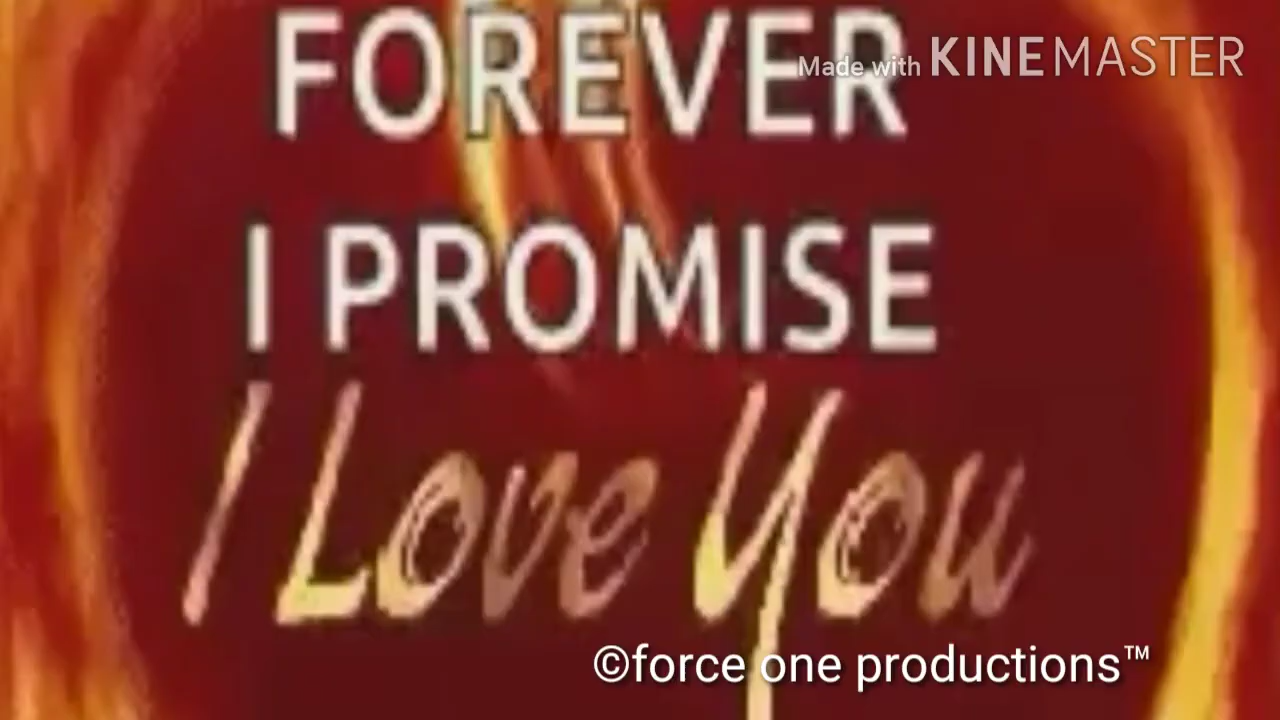 FOREVER
Made with KINEMASTER
I PROMISE
I Love You
©force one productions™